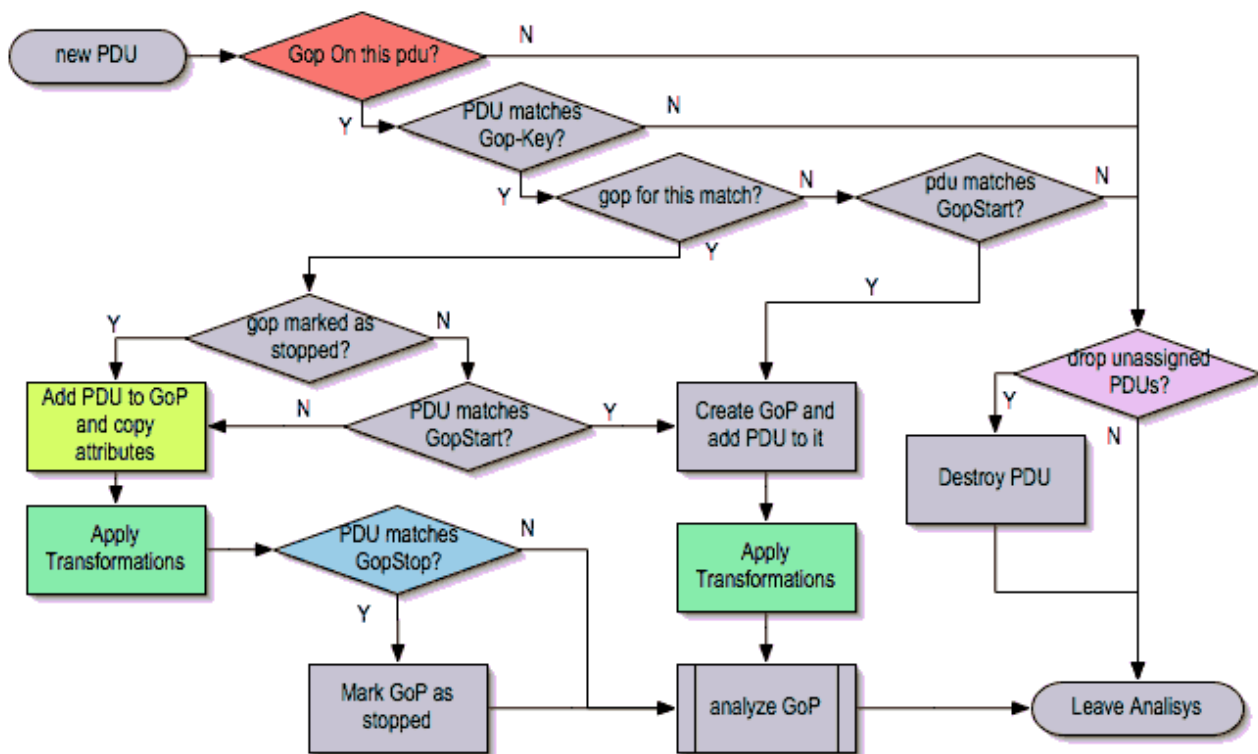 new PDU
Gop On this pdu?
N
Y
PDU matches
Gop-Key?
N
Y
gop for this match?
N
pdu matches
GopStart?
N
Y
Y
gop marked as
stopped?
Y
N
drop unassigned
PDUs?
Y
N
Add PDU to GoP
and copy
attributes
N
PDU matches
GopStart?
Y
Create GoP and
add PDU to it
Destroy PDU
Apply
Transformations
PDU matches
GopStop?
N
Y
Apply
Transformations
Mark GoP as
stopped
analyze GoP
Leave Analisys